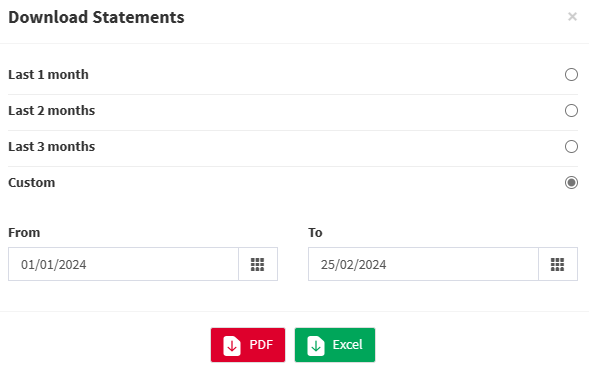 Download Statements ×
Last 1 month
Last 2 months
Last 3 months
Custom
From To
01/01/2024 25/02/2024
PDF Excel